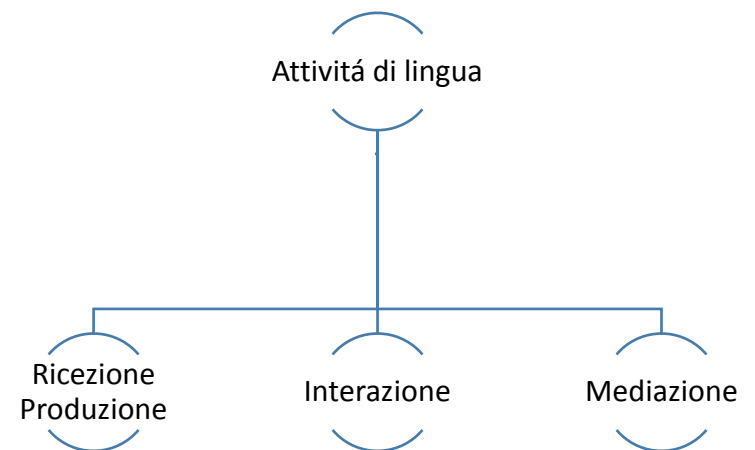 Attivitá di lingua
Ricezione
Produzione
Interazione
Mediazione